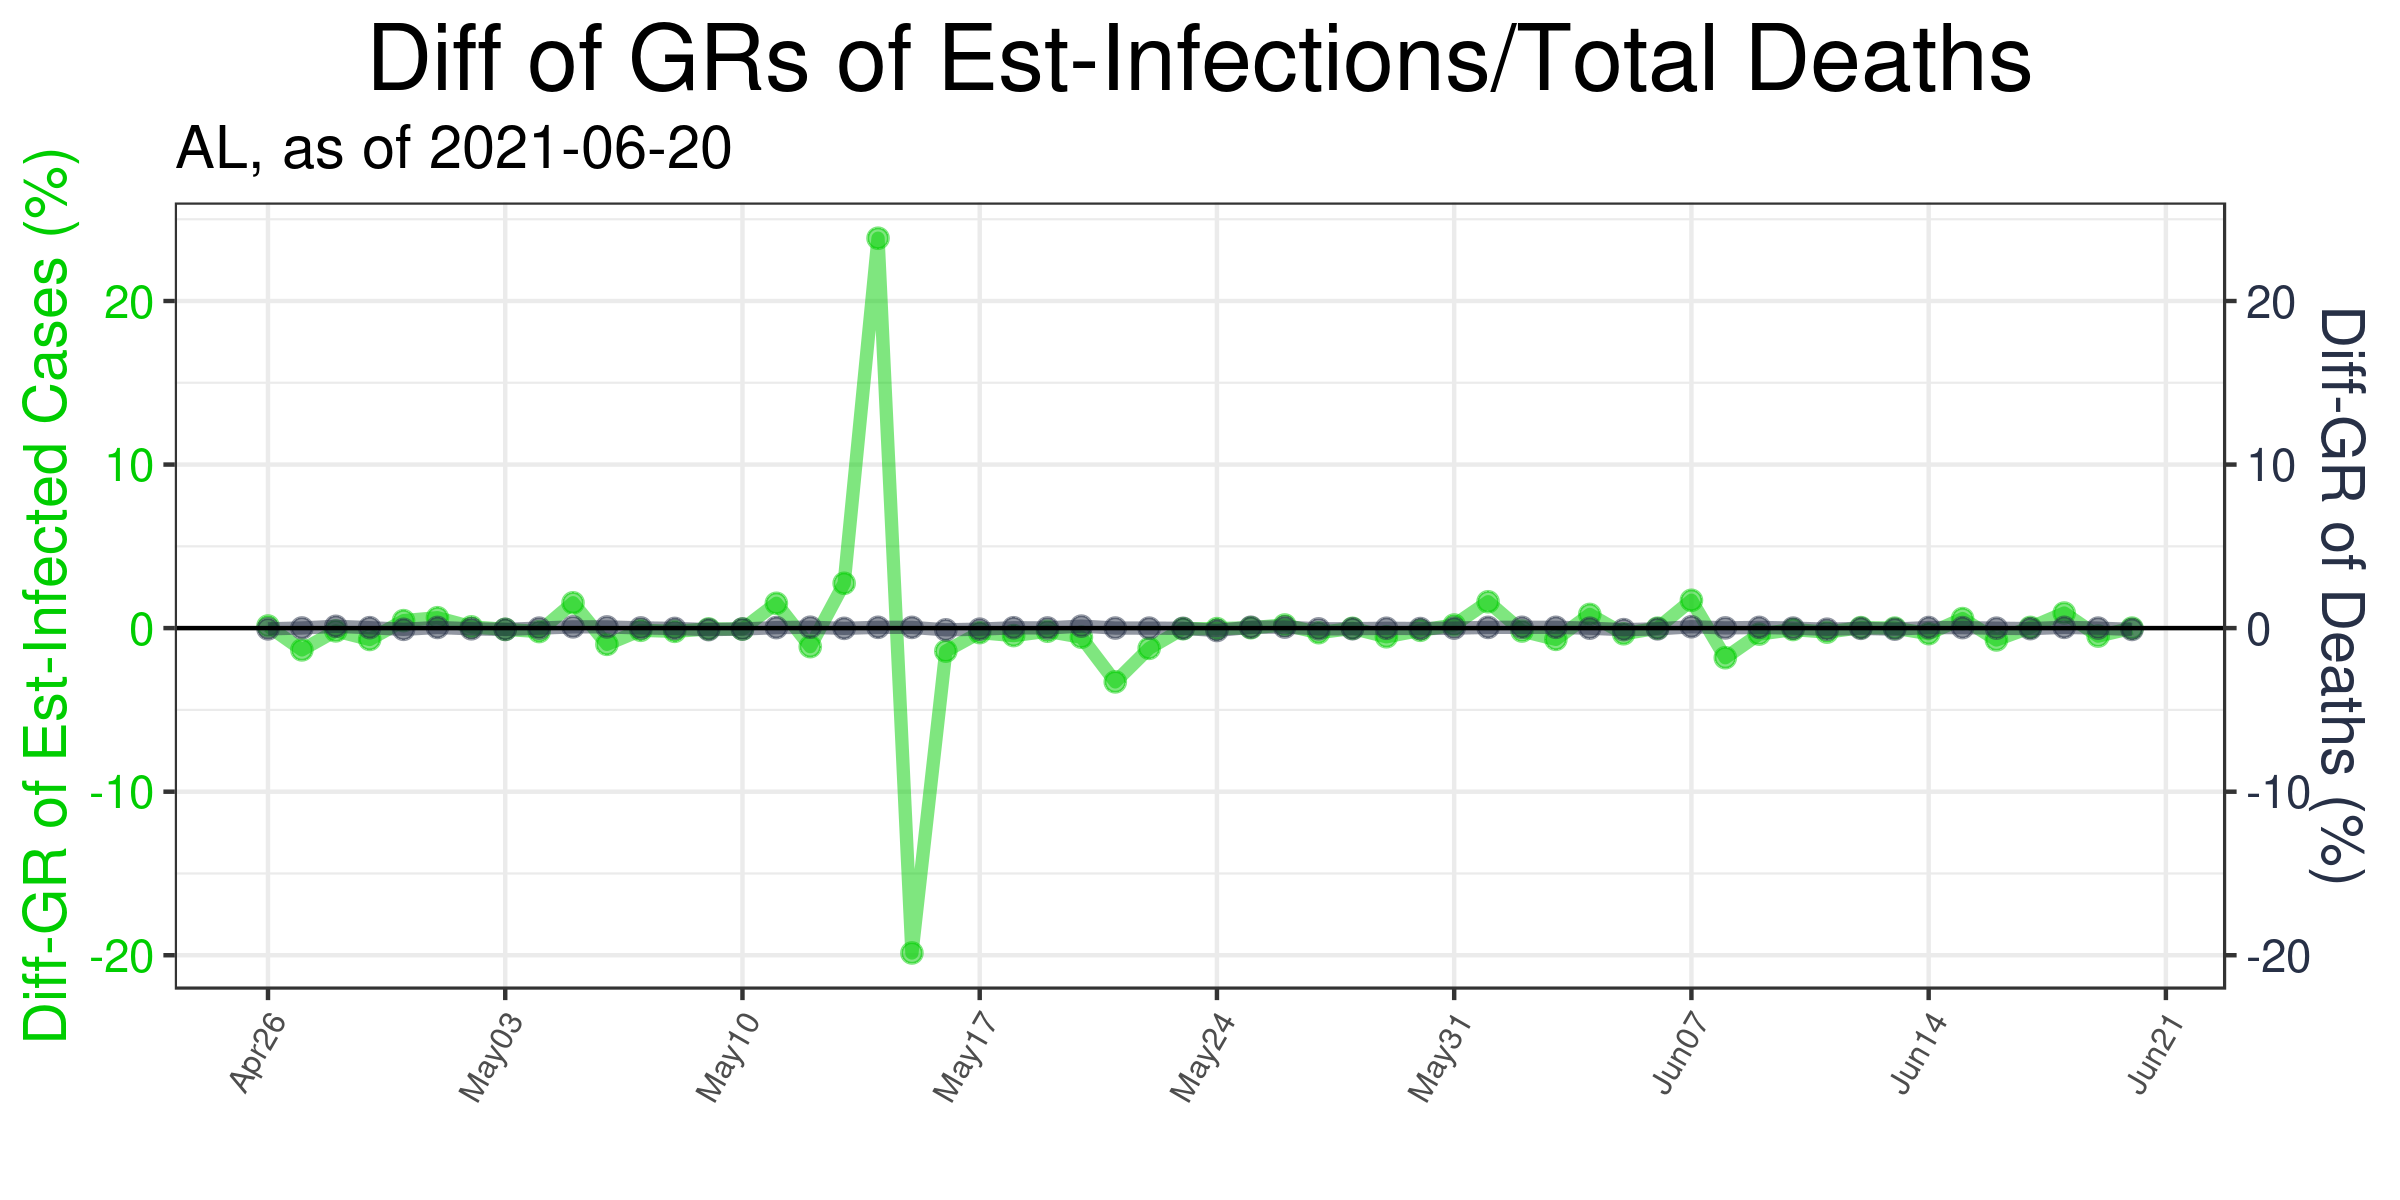 Diff of GRs of Est-Infections/Total Deaths
AL, as of 2021-06-20
Diff-GR of Est-Infected Cases (%)
20
10
0
-10
-20
20
10
0
-10
-20
Diff-GR of Deaths (%)
Apr26
May03
May10
May17
May24
May31
Jun07
Jun14
Jun21